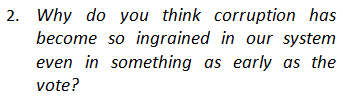 2. Why do you think corruption has
become so ingrained in our system
even in something as early as the
vote?